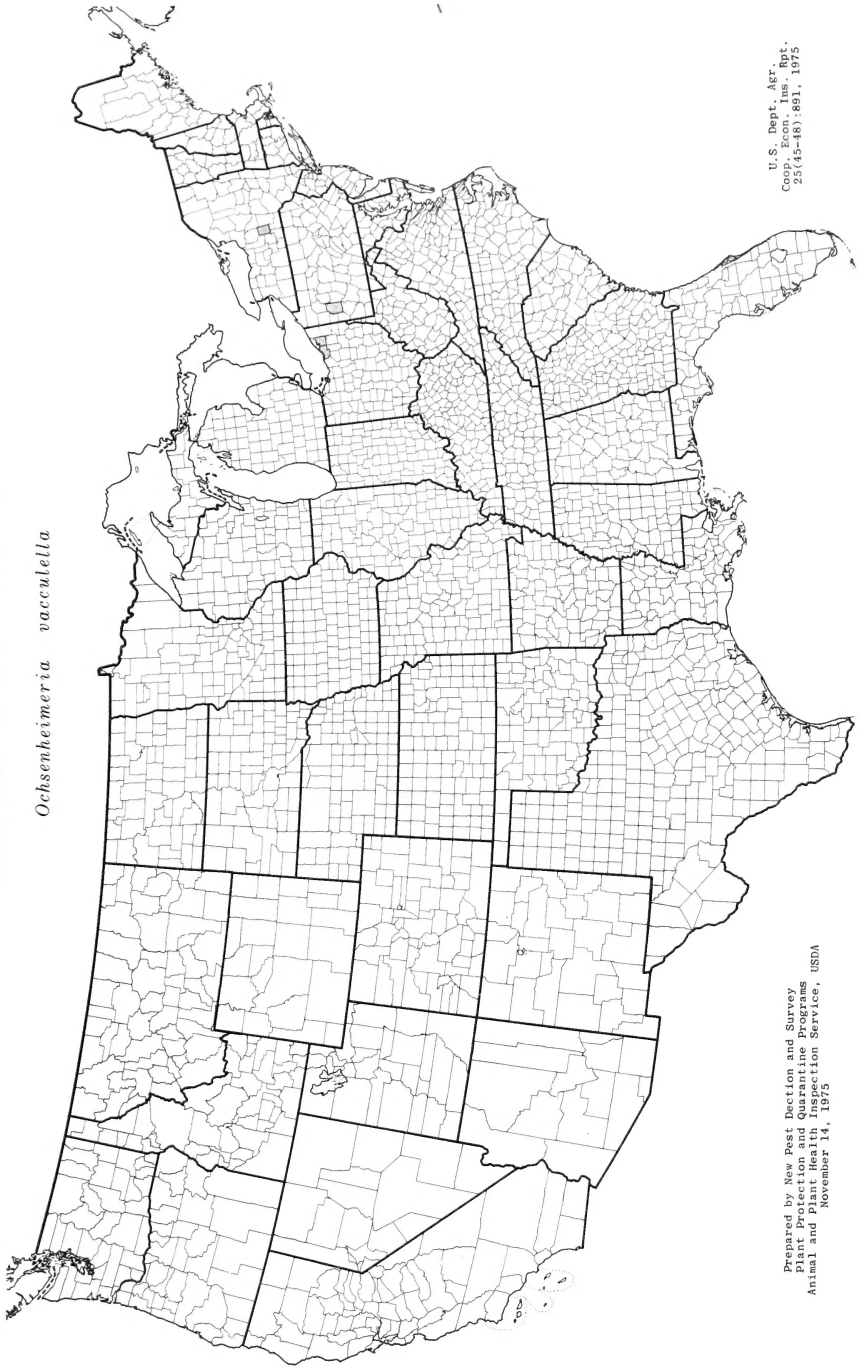 Ochsenheimeria vacculella
U.S. Dept. Agr.
Coop. Econ. Ins. Rpt.
25(45-48):891, 1975
Prepared by New Pest Dection and Survey
Plant Protection and Quarantine Programs
Animal and Plant Health Inspection Service, USDA
November 14, 1975